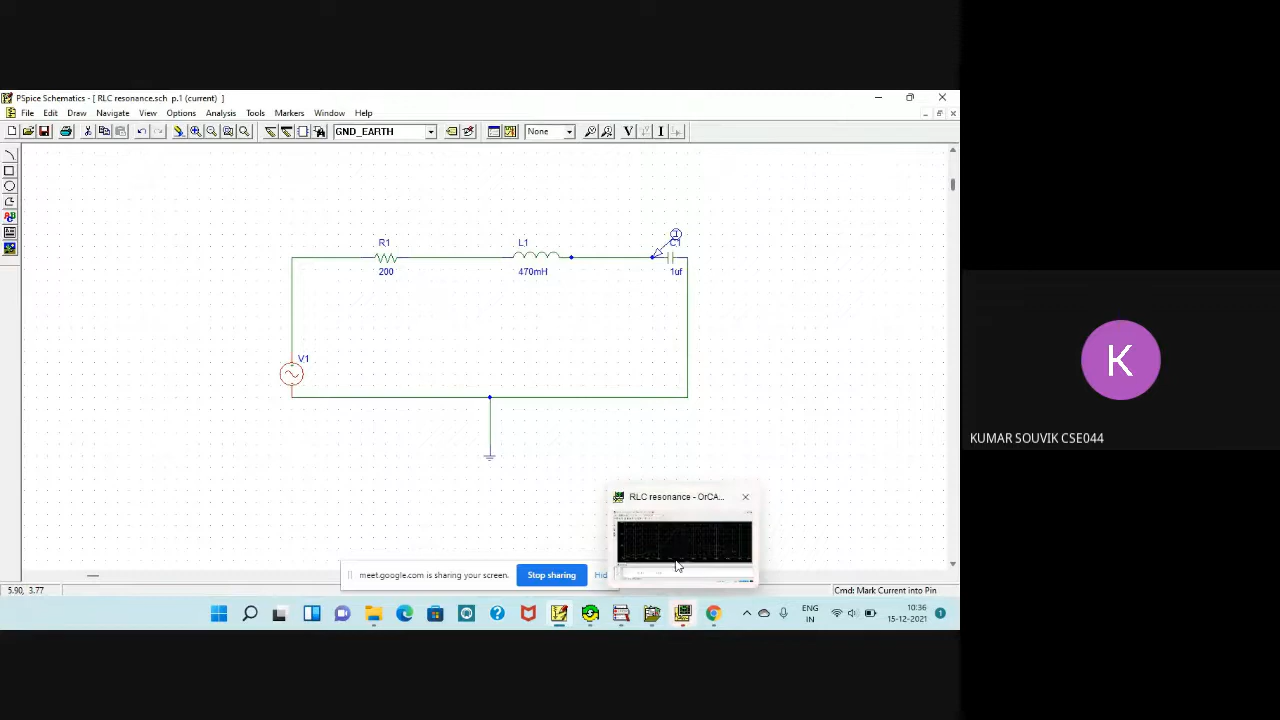 PSpice Schematics - [ RLC resonance.sch p.1 (current) ]
File Edit Draw Navigate View Options Analysis Tools Markers Window Help
GND_EARTH None V I
R1 L1 C1
200 470mH 1uf
V1
K
KUMAR SOUVIK CSE044
RLC resonance - OrCA...
meet.google.com is sharing your screen. Stop sharing Hid
5.90, 3.77 Cmd: Mark Current into Pin
ENG 10:36
IN 15-12-2021 1